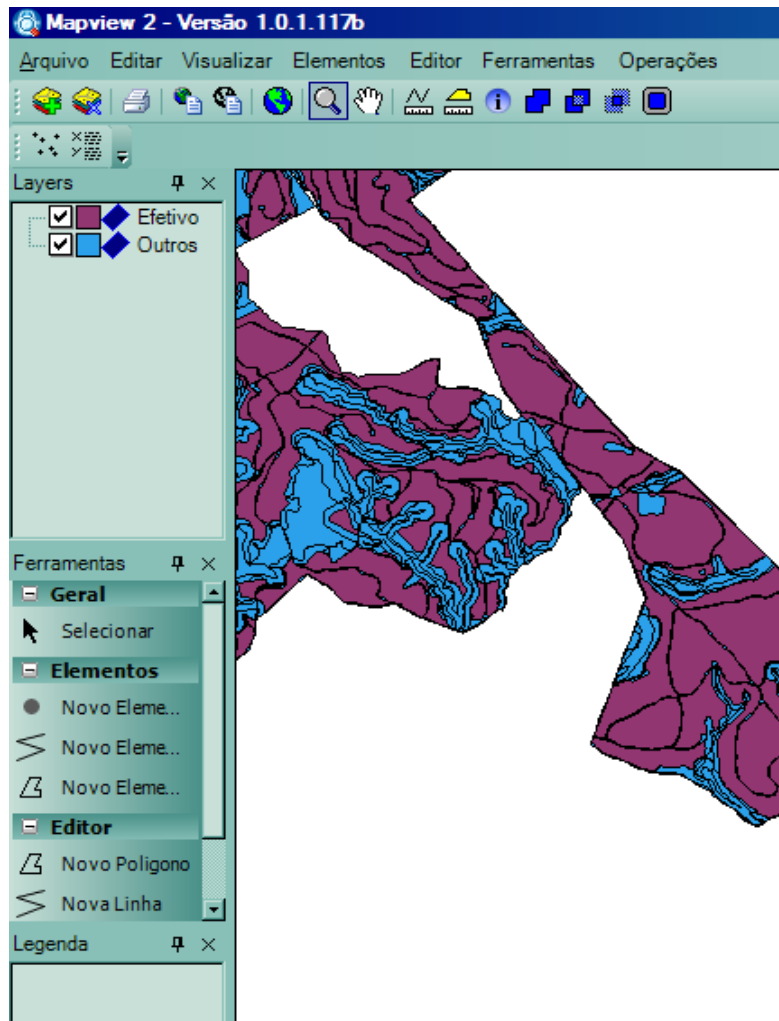 Mapview 2 - Versão 1.0.1.117b
Arquivo Editar Visualizar Elementos Editor Ferramentas Operações
Layers
Efetivo
Outros
Ferramentas
Geral
Selecionar
Elementos
Novo Eleme...
Novo Eleme...
Novo Eleme...
Editor
Novo Poligono
Nova Linha
Legenda